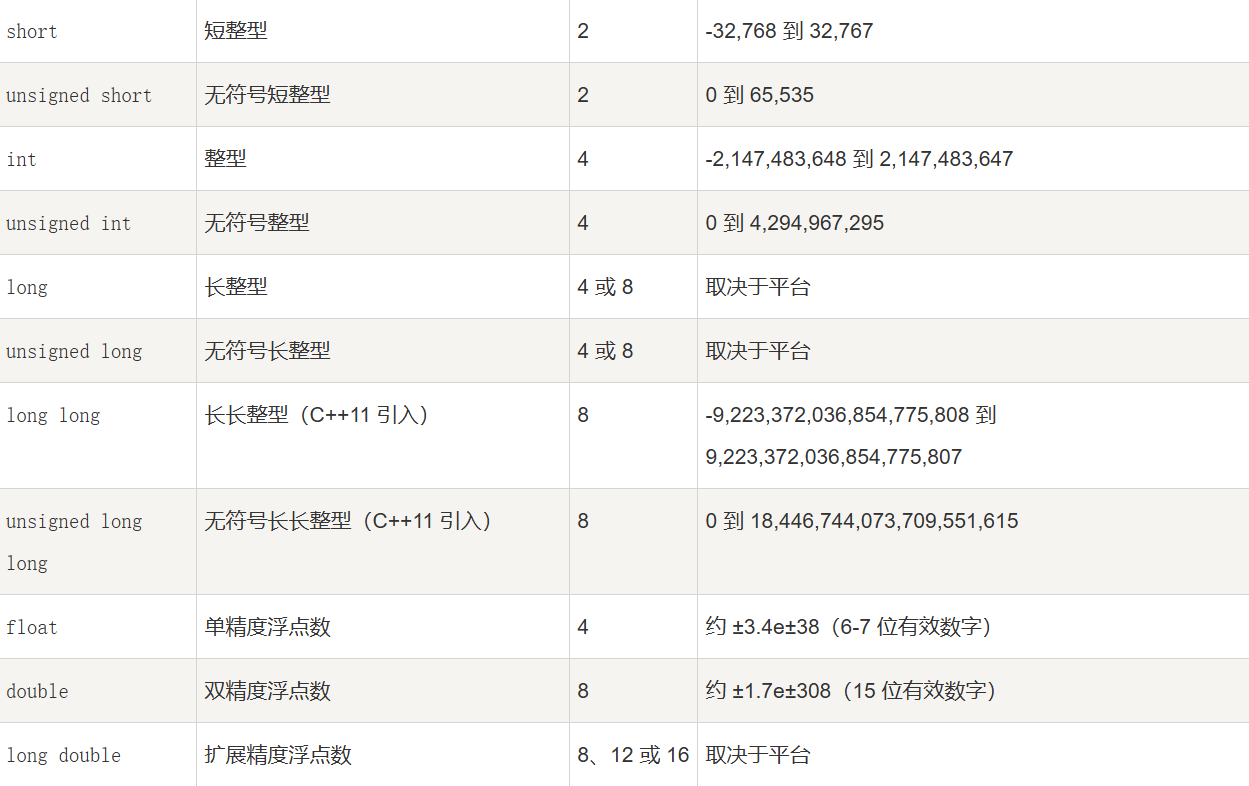 short 短整型 2 -32,768 到 32,767
unsigned short 无符号短整型 2 0 到 65,535
int 整型 4 -2,147,483,648 到 2,147,483,647
unsigned int 无符号整型 4 0 到 4,294,967,295
long 长整型 4 或 8 取决于平台
unsigned long 无符号长整型 4 或 8 取决于平台
long long 长长整型（C++11 引入） 8 -9,223,372,036,854,775,808 到
9,223,372,036,854,775,807
unsigned long 无符号长长整型（C++11 引入） 8 0 到 18,446,744,073,709,551,615
long
float 单精度浮点数 4 约 ±3.4e±38（6-7 位有效数字）
double 双精度浮点数 8 约 ±1.7e±308（15 位有效数字）
long double 扩展精度浮点数 8、12 或 16 取决于平台